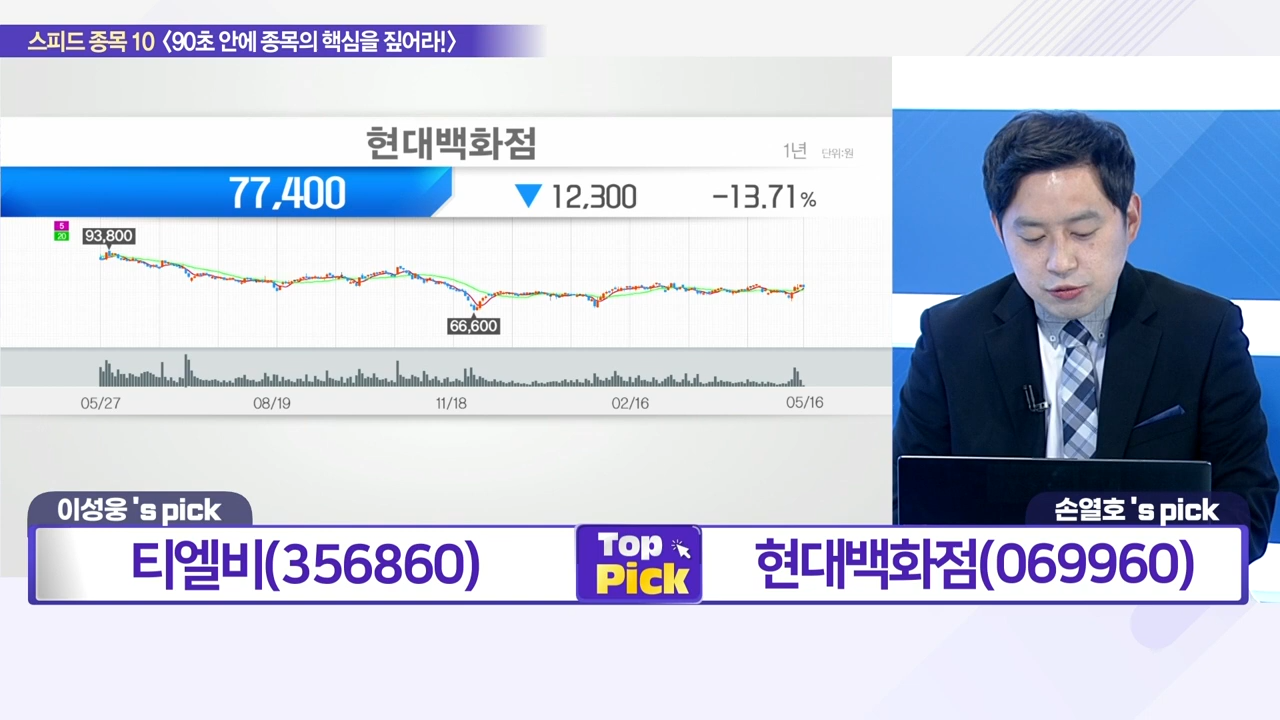 스피드 종목 10 〈90초 안에 종목의 핵심을 짚어라!〉
현대백화점
1년 단위:원
77,400 ▼ 12,300 -13.71%
5
20
93,800
66,600
05/27 08/19 11/18 02/16 05/16
이성웅 's pick
손열호 's pick
티엘비(356860)
Top
Pick
현대백화점(069960)